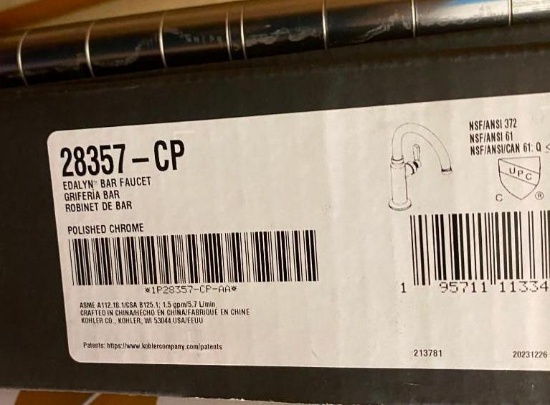 28357-CP
EDALYN™ BAR FAUCET
GRIFERÍA BAR
ROBINET DE BAR
POLISHED CHROME
*1P28357-CP-AA*
ASME A112.18.1/CSA B125.1; 1.5 gpm/5.7 L/min
CRAFTED IN CHINA/HECHO EN CHINA/FABRIQUÉ EN CHINE
KOHLER CO., KOHLER, WI 53044 USA/EEUU
Patents: https://www.kohlercompany.com/patents
NSF/ANSI 372
NSF/ANSI 61
NSF/ANSI/CAN 61: Q ≤
UPC
C ®
1 95711 11334
213781
20231226